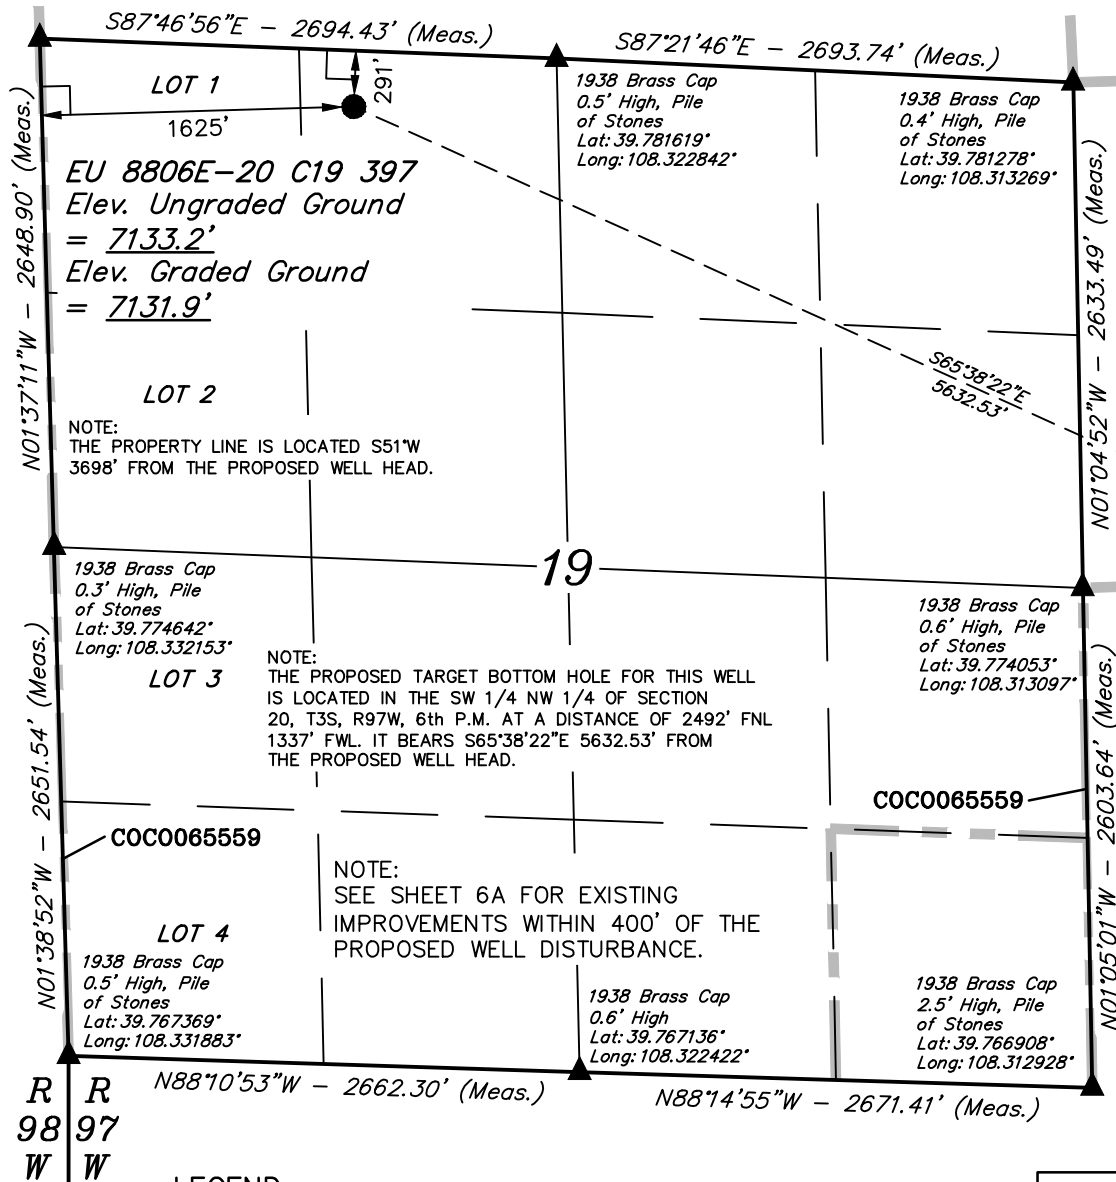 S87°46'56"E - 2694.43' (Meas.)
S87°21'46"E - 2693.74' (Meas.)
LOT 1
291'
1625'
1938 Brass Cap
0.5' High, Pile
of Stones
Lat: 39.781619°
Long: 108.322842°
1938 Brass Cap
0.4' High, Pile
of Stones
Lat: 39.781278°
Long: 108.313269°
N01°37'11"W - 2648.90' (Meas.)
EU 8806E-20 C19 397
Elev. Ungraded Ground
= 7133.2'
Elev. Graded Ground
= 7131.9'
N01°04'52"W - 2633.49' (Meas.)
S65°38'22"E
5632.53'
LOT 2
NOTE:
THE PROPERTY LINE IS LOCATED S51°W
3698' FROM THE PROPOSED WELL HEAD.
19
1938 Brass Cap
0.3' High, Pile
of Stones
Lat: 39.774642°
Long: 108.332153°
1938 Brass Cap
0.6' High, Pile
of Stones
Lat: 39.774053°
Long: 108.313097°
LOT 3
NOTE:
THE PROPOSED TARGET BOTTOM HOLE FOR THIS WELL
IS LOCATED IN THE SW 1/4 NW 1/4 OF SECTION
20, T3S, R97W, 6th P.M. AT A DISTANCE OF 2492' FNL
1337' FWL. IT BEARS S65°38'22"E 5632.53' FROM
THE PROPOSED WELL HEAD.
N01°38'52"W - 2651.54' (Meas.)
N01°05'01"W - 2603.64' (Meas.)
COC0065559
COC0065559
NOTE:
SEE SHEET 6A FOR EXISTING
IMPROVEMENTS WITHIN 400' OF THE
PROPOSED WELL DISTURBANCE.
LOT 4
1938 Brass Cap
0.5' High, Pile
of Stones
Lat: 39.767369°
Long: 108.331883°
1938 Brass Cap
0.6' High
Lat: 39.767136°
Long: 108.322422°
1938 Brass Cap
2.5' High, Pile
of Stones
Lat: 39.766908°
Long: 108.312928°
N88°10'53"W - 2662.30' (Meas.)
N88°14'55"W - 2671.41' (Meas.)
R R
98 97
W W
LEGEND